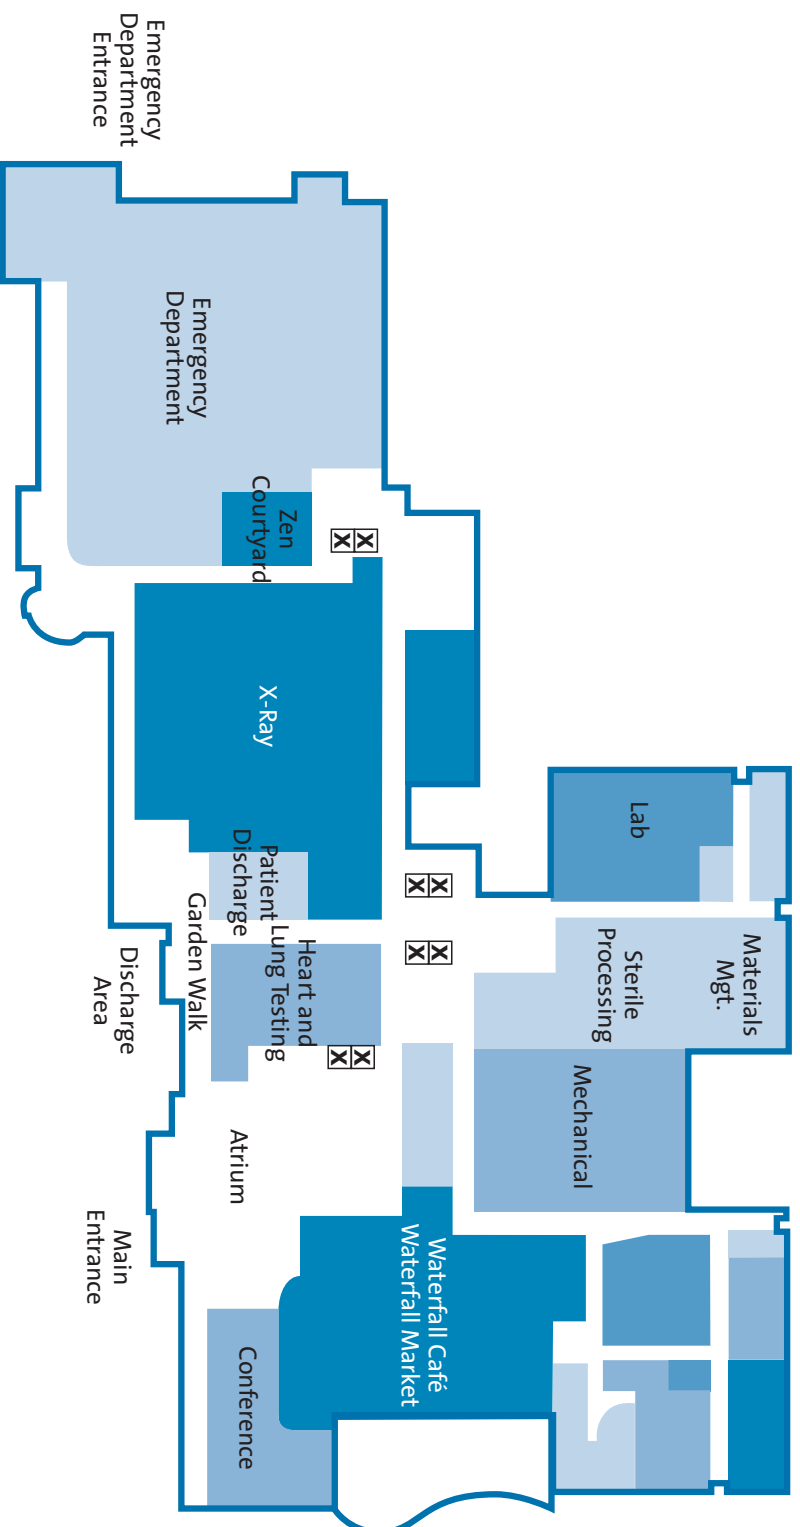 Emergency
Department
Entrance
Emergency
Department
Zen
Courtyard
X
X
X-Ray
Patient
Discharge
Lab
X
X
X
X
Garden Walk
Heart and
Lung Testing
Discharge
Area
Sterile
Processing
Materials
Mgt.
X
X
Mechanical
Atrium
Main
Entrance
Waterfall Café
Waterfall Market
Conference